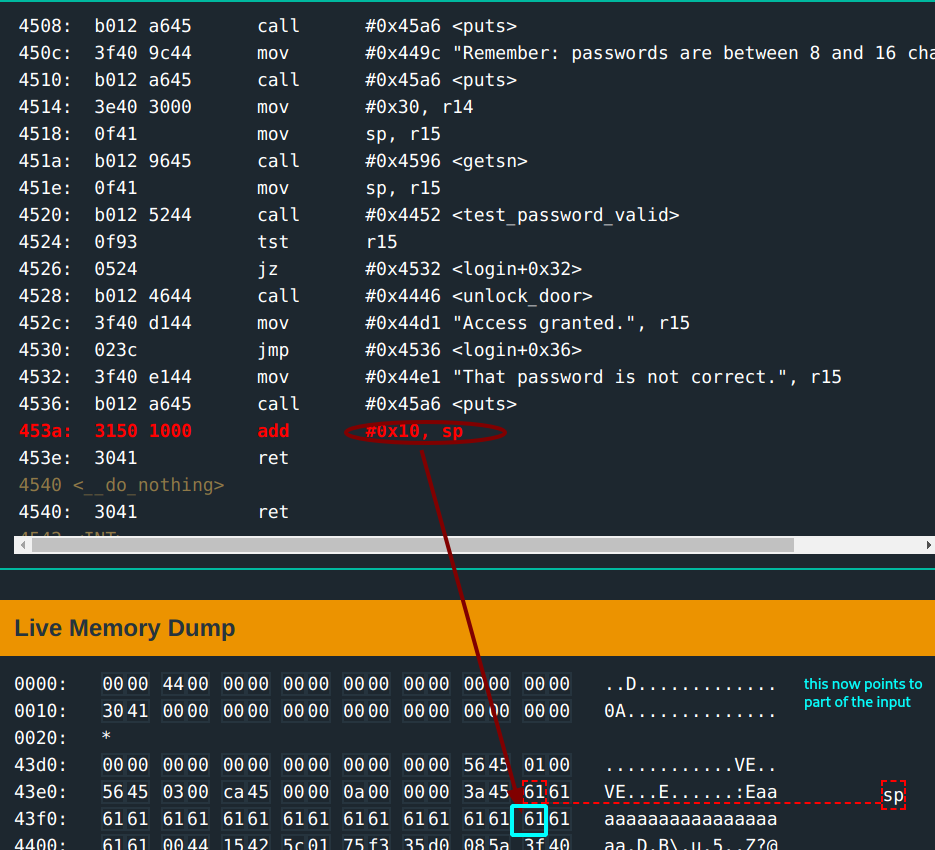 4508: b012 a645 call #0x45a6 <puts>
450c: 3f40 9c44 mov #0x449c "Remember: passwords are between 8 and 16 cha
4510: b012 a645 call #0x45a6 <puts>
4514: 3e40 3000 mov #0x30, r14
4518: 0f41 mov sp, r15
451a: b012 9645 call #0x4596 <getsn>
451e: 0f41 mov sp, r15
4520: b012 5244 call #0x4452 <test_password_valid>
4524: 0f93 tst r15
4526: 0524 jz #0x4532 <login+0x32>
4528: b012 4644 call #0x4446 <unlock_door>
452c: 3f40 d144 mov #0x44d1 "Access granted.", r15
4530: 023c jmp #0x4536 <login+0x36>
4532: 3f40 e144 mov #0x44e1 "That password is not correct.", r15
4536: b012 a645 call #0x45a6 <puts>
453a: 3150 1000 add #0x10, sp
453e: 3041 ret
4540 <__do_nothing>
4540: 3041 ret
Live Memory Dump
0000: 0000 4400 0000 0000 0000 0000 0000 0000 ..D.............
this now points to
part of the input
0010: 3041 0000 0000 0000 0000 0000 0000 0000 0A..............
0020: *
43d0: 0000 0000 0000 0000 0000 0000 5645 0100 ............VE..
43e0: 5645 0300 ca45 0000 0a00 0000 3a45 6161 VE...E......:Eaa
sp
43f0: 6161 6161 6161 6161 6161 6161 6161 6161 aaaaaaaaaaaaaaaa
4400: 6161 0044 1542 5c01 75f3 35d0 085a 3f40 aa.D.B\.u.5..Z?@